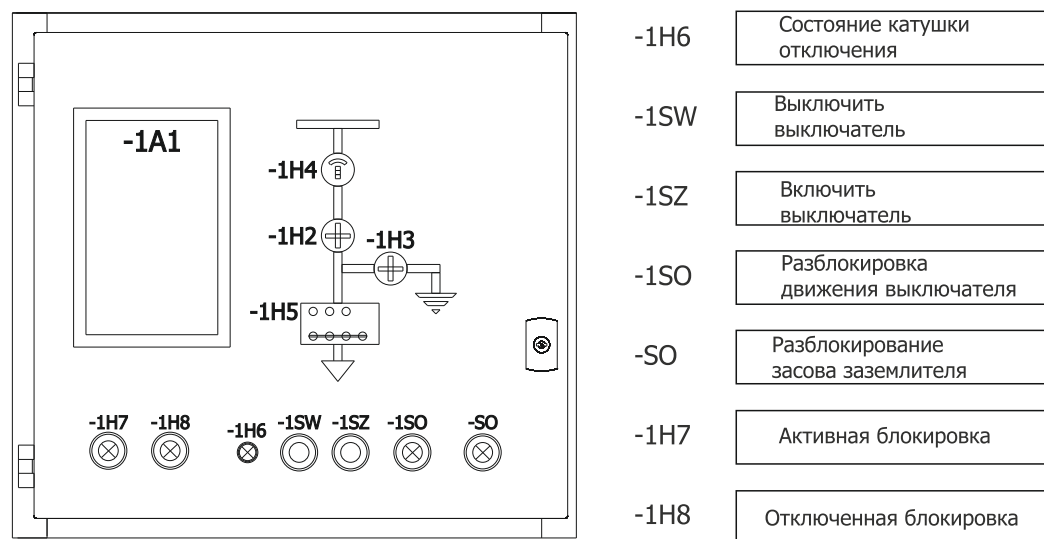 -1A1
-1H4
-1H2
-1H3
-1H5
-1H7
-1H8
-1H6
-1SW
-1SZ
-1SO
-SO
-1H6
Состояние катушки
отключения
-1SW
Выключить
выключатель
-1SZ
Включить
выключатель
-1SO
Разблокировка
движения выключателя
-SO
Разблокирование
засова заземлителя
-1H7
Активная блокировка
-1H8
Отключенная блокировка